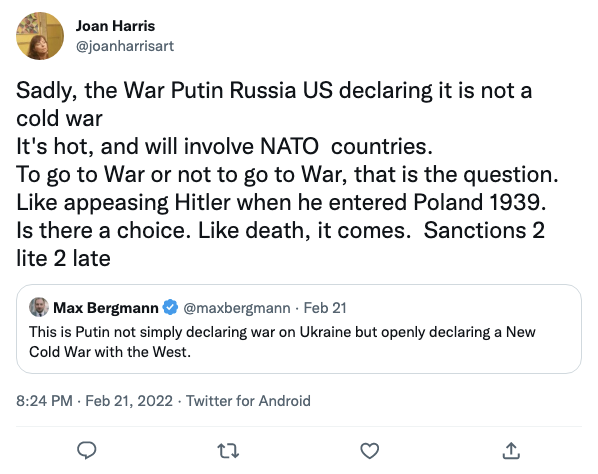 Joan Harris
@joanharrisart
Sadly, the War Putin Russia US declaring it is not a
cold war
It's hot, and will involve NATO  countries.
To go to War or not to go to War, that is the question.
Like appeasing Hitler when he entered Poland 1939.
Is there a choice. Like death, it comes.  Sanctions 2
lite 2 late
Max Bergmann @maxbergmann · Feb 21
This is Putin not simply declaring war on Ukraine but openly declaring a New
Cold War with the West.
8:24 PM · Feb 21, 2022 · Twitter for Android